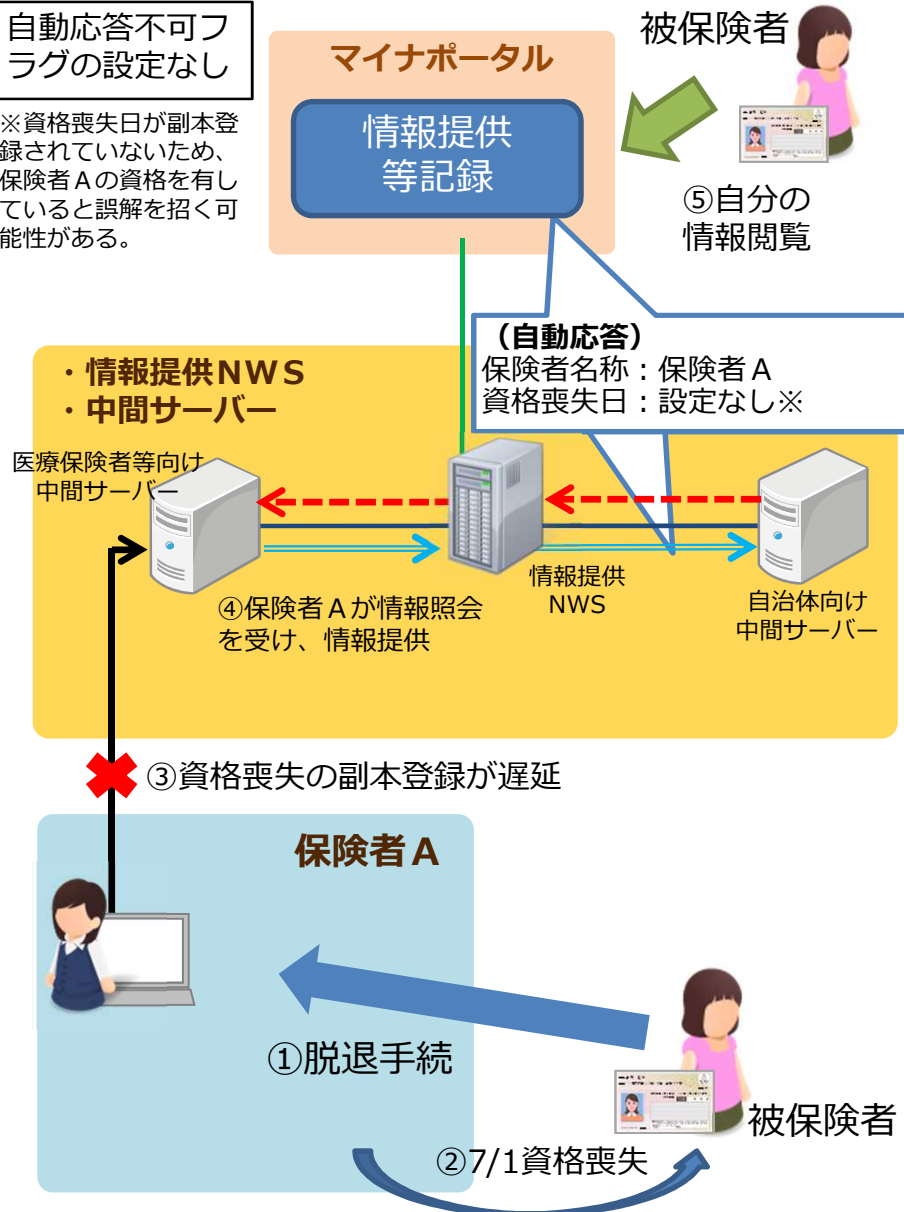 自動応答不可フ
ラグの設定なし
※資格喪失日が副本登
録されていないため、
保険者Ａの資格を有し
ていると誤解を招く可
能性がある。
マイナポータル
情報提供
等記録
被保険者
⑤自分の
情報閲覧
（自動応答）
保険者名称：保険者Ａ
資格喪失日：設定なし※
・情報提供ＮＷＳ
・中間サーバー
医療保険者等向け
中間サーバー
④保険者Ａが情報照会
を受け、情報提供
情報提供
NWS
自治体向け
中間サーバー
③資格喪失の副本登録が遅延
保険者Ａ
①脱退手続
②7/1資格喪失
被保険者